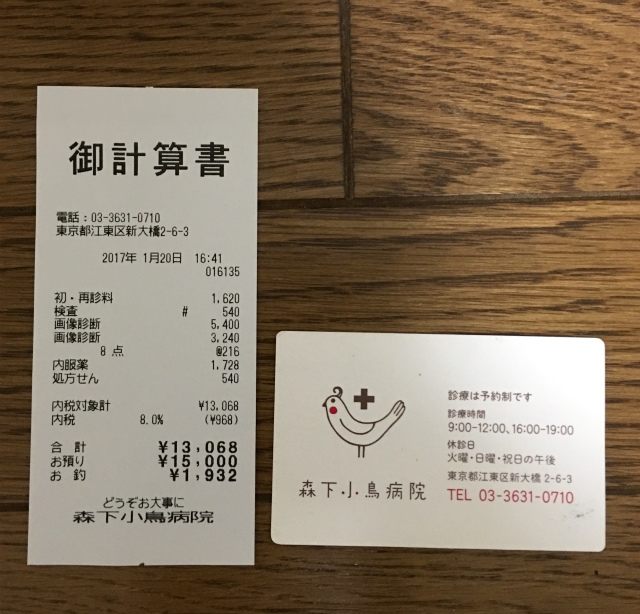 御計算書
電話：03-3631-0710
東京都江東区新大橋2-6-3
2017年 1月20日 16:41
016135
初・再診料 1,620
検査 # 540
画像診断 5,400
画像診断 3,240
8 点 @216
内服薬 1,728
処方せん 540
内税対象計 ¥13,068
内税 8.0% (¥968)
合 計 ¥13,068
お預り ¥15,000
お 釣 ¥1,932
どうぞお大事に
森下小鳥病院
森下小鳥病院
診療は予約制です
診療時間
9:00-12:00、16:00-19:00
休診日
火曜・日曜・祝日の午後
東京都江東区新大橋 2-6-3
TEL 03-3631-0710